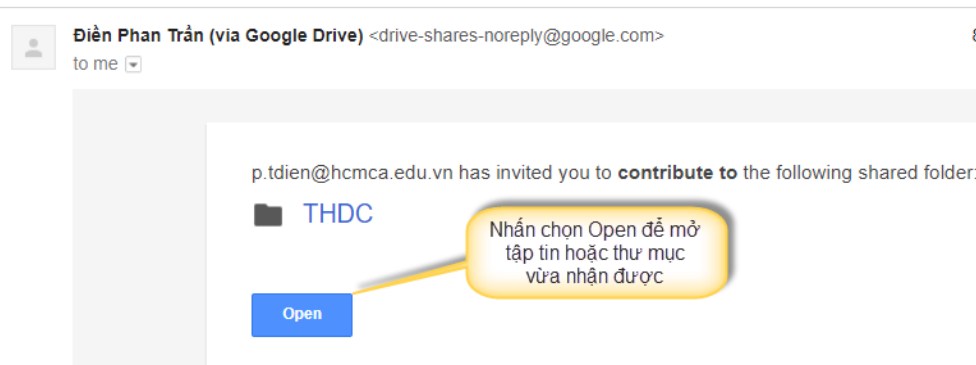 Điền Phan Trần (via Google Drive) <drive-shares-noreply@google.com>
to me
p.tdien@hcmca.edu.vn has invited you to contribute to the following shared folder:
THDC
Nhấn chọn Open để mở
tập tin hoặc thư mục
vừa nhận được
Open